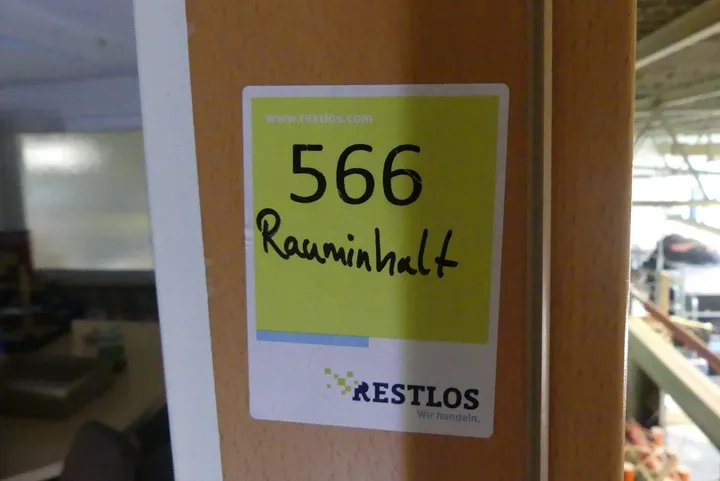 www.restlos.com
566
Rauminhalt
RESTLOS
Wir handeln.